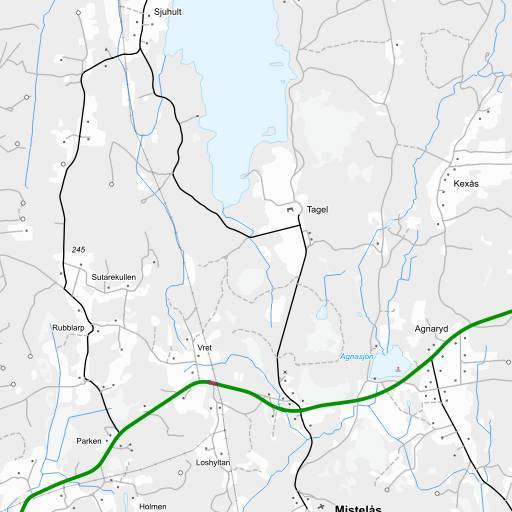 Sjuhult
Kexås
Tagel
245
Sutarekullen
Rubblarp
Agnaryd
Vret
Agnasjön
Parken
Loshyltan
Holmen
Mistelås